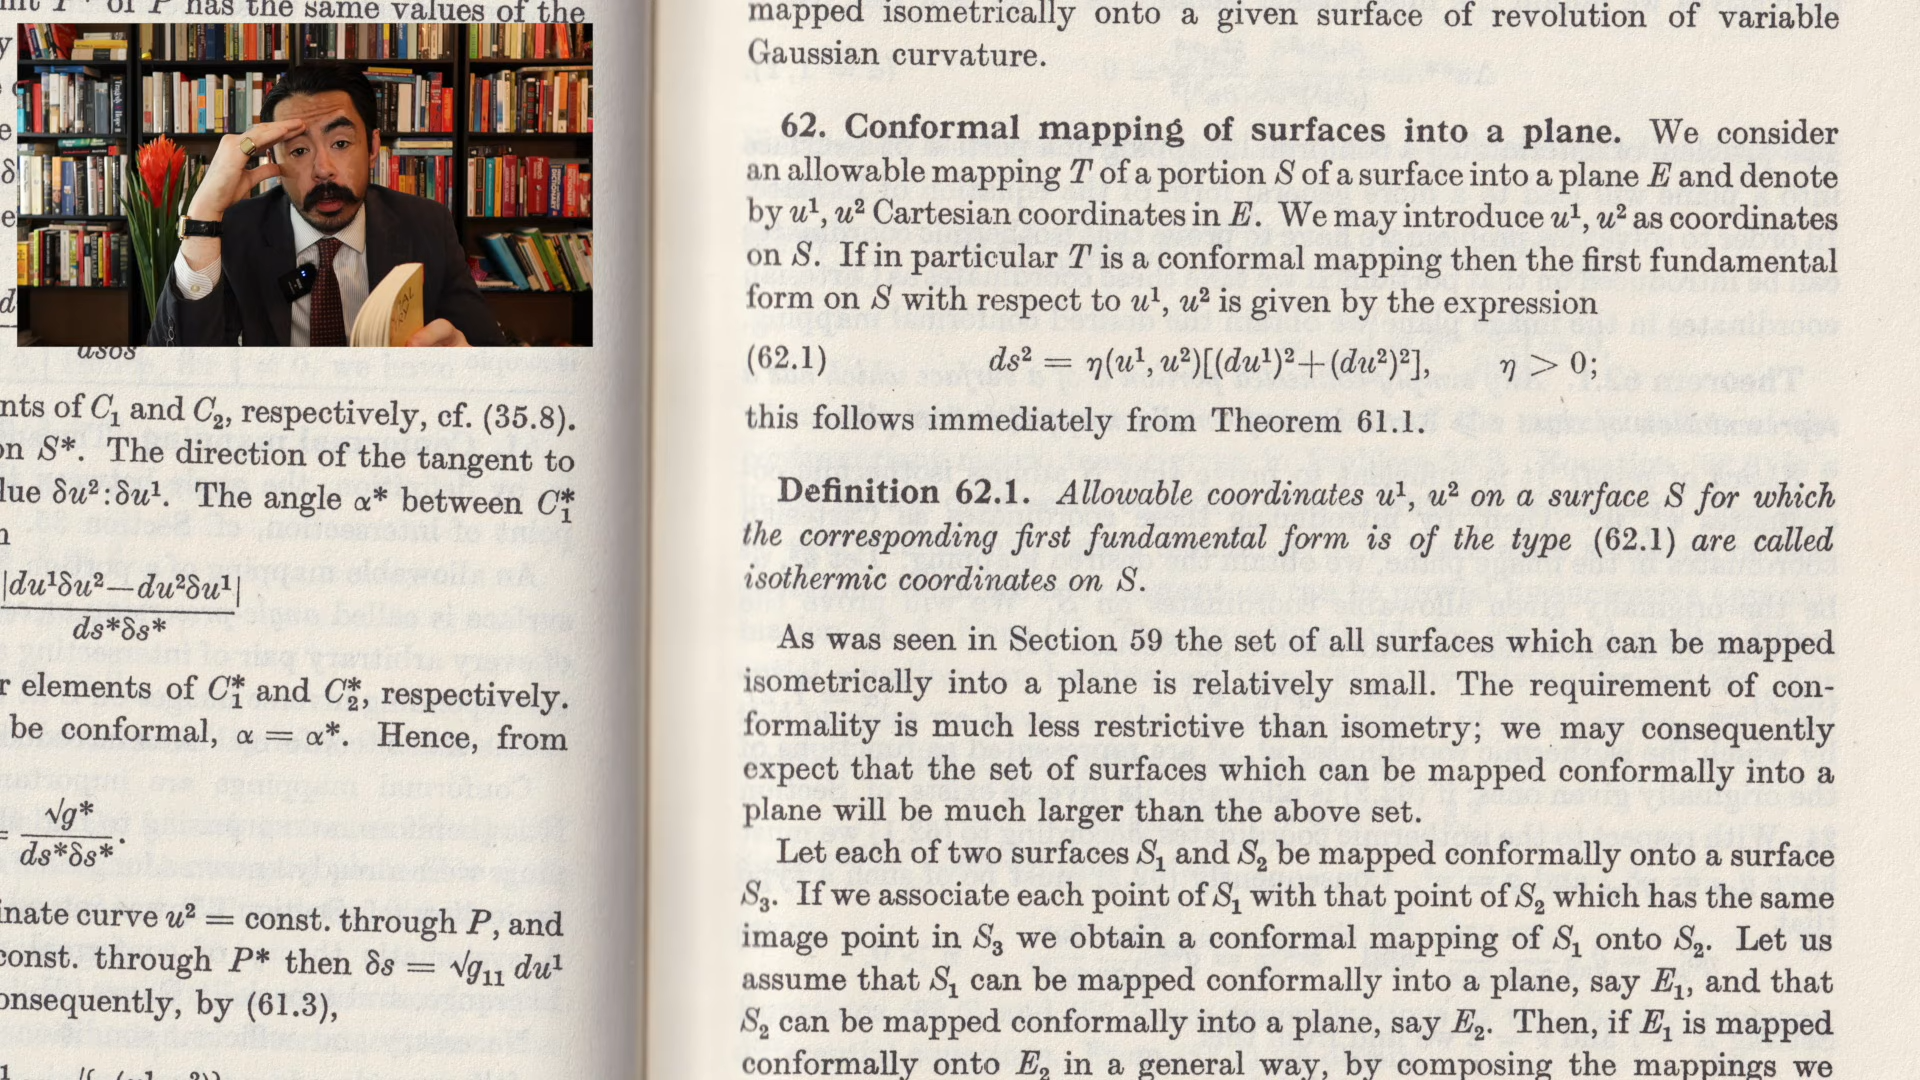 of P has the same values of the
nts of C₁ and C₂, respectively, cf. (35.8).
on S*. The direction of the tangent to
lue δu²:δu¹. The angle α* between C₁*
|du¹δu²—du²δu¹|
ds*δs*
r elements of C₁* and C₂*, respectively.
be conformal, α = α*. Hence, from
= √g*
ds*δs*.
inate curve u² = const. through P, and
const. through P* then δs = √g₁₁ du¹
onsequently, by (61.3),
mapped isometrically onto a given surface of revolution of variable
Gaussian curvature.
62. Conformal mapping of surfaces into a plane. We consider
an allowable mapping T of a portion S of a surface into a plane E and denote
by u¹, u² Cartesian coordinates in E. We may introduce u¹, u² as coordinates
on S. If in particular T is a conformal mapping then the first fundamental
form on S with respect to u¹, u² is given by the expression
(62.1) ds² = η(u¹, u²)[(du¹)²+(du²)²], η > 0;
this follows immediately from Theorem 61.1.
Definition 62.1. Allowable coordinates u¹, u² on a surface S for which
the corresponding first fundamental form is of the type (62.1) are called
isothermic coordinates on S.
As was seen in Section 59 the set of all surfaces which can be mapped
isometrically into a plane is relatively small. The requirement of con-
formality is much less restrictive than isometry; we may consequently
expect that the set of surfaces which can be mapped conformally into a
plane will be much larger than the above set.
Let each of two surfaces S₁ and S₂ be mapped conformally onto a surface
S₃. If we associate each point of S₁ with that point of S₂ which has the same
image point in S₃ we obtain a conformal mapping of S₁ onto S₂. Let us
assume that S₁ can be mapped conformally into a plane, say E₁, and that
S₂ can be mapped conformally into a plane, say E₂. Then, if E₁ is mapped
conformally onto E₂ in a general way, by composing the mappings we